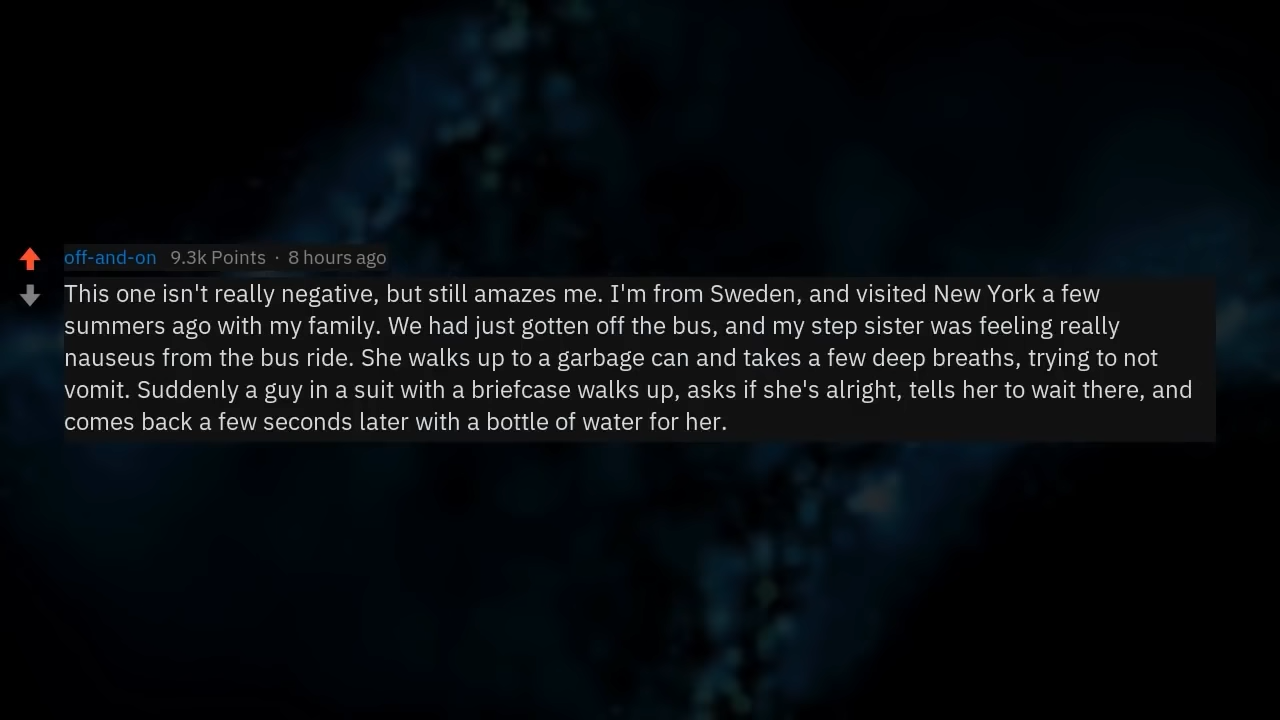 off-and-on 9.3k Points · 8 hours ago
This one isn't really negative, but still amazes me. I'm from Sweden, and visited New York a few
summers ago with my family. We had just gotten off the bus, and my step sister was feeling really
nauseus from the bus ride. She walks up to a garbage can and takes a few deep breaths, trying to not
vomit. Suddenly a guy in a suit with a briefcase walks up, asks if she's alright, tells her to wait there, and
comes back a few seconds later with a bottle of water for her.